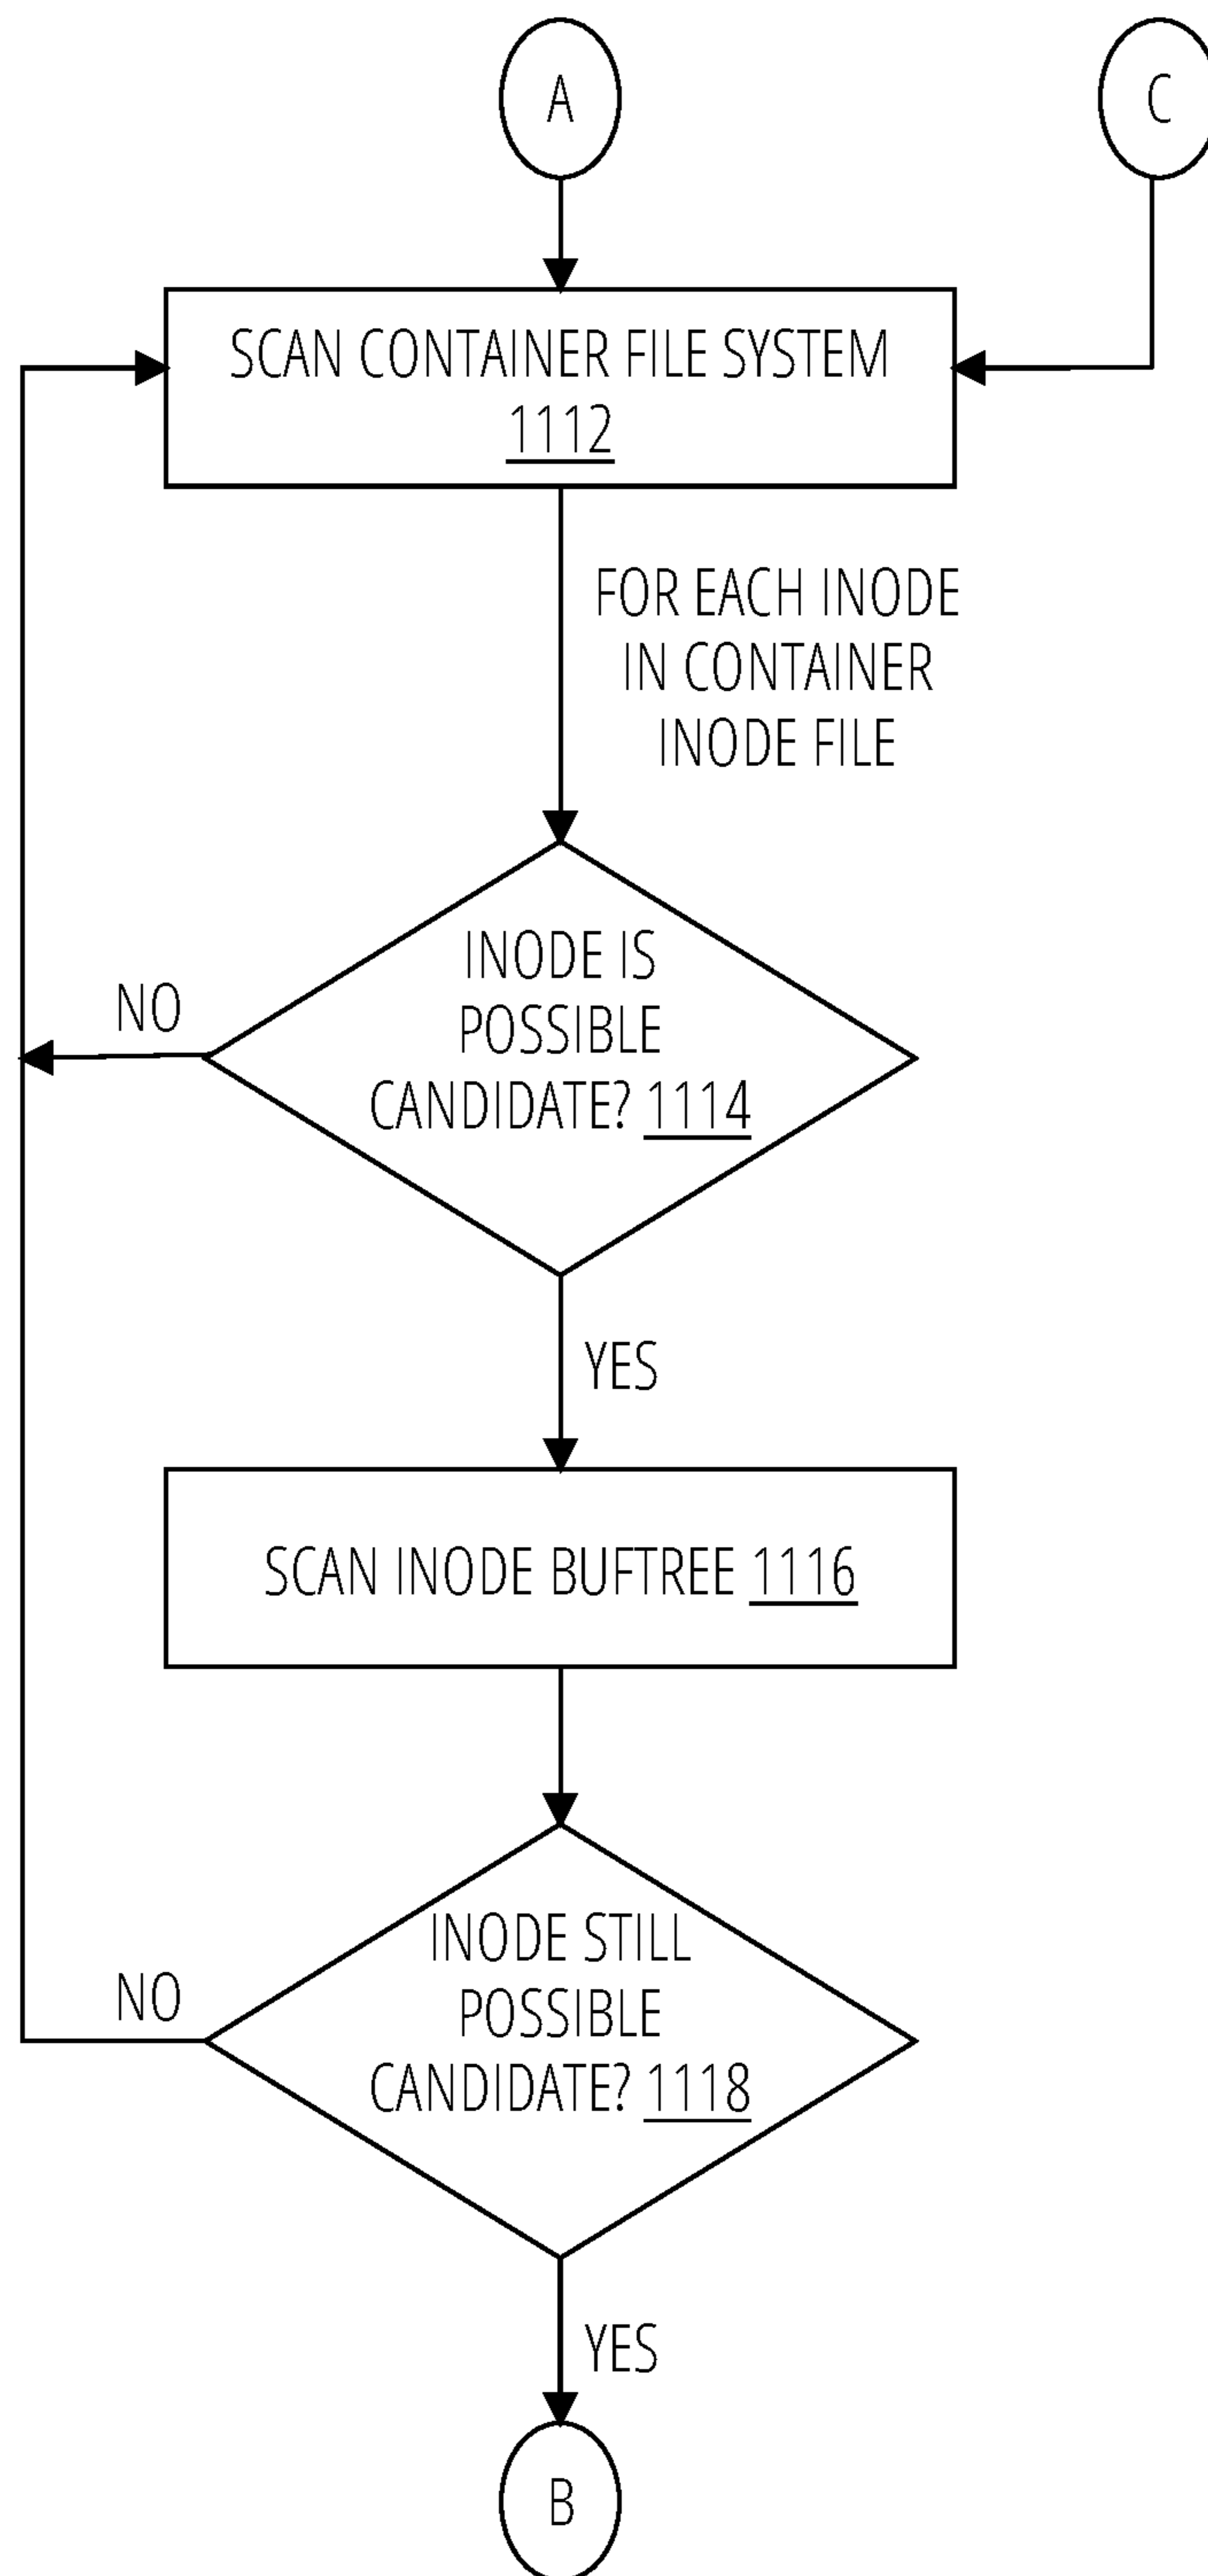 A
C
SCAN CONTAINER FILE SYSTEM
1112
FOR EACH INODE
IN CONTAINER
INODE FILE
INODE IS
POSSIBLE
CANDIDATE? 1114
NO
YES
SCAN INODE BUFTREE 1116
INODE STILL
POSSIBLE
CANDIDATE? 1118
NO
YES
B